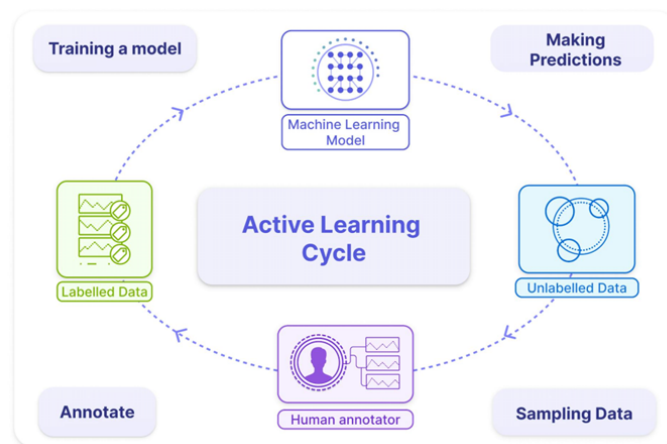 Training a model
Making
Predictions
Machine Learning
Model
Active Learning
Cycle
Labelled Data
Unlabelled Data
Human annotator
Annotate
Sampling Data